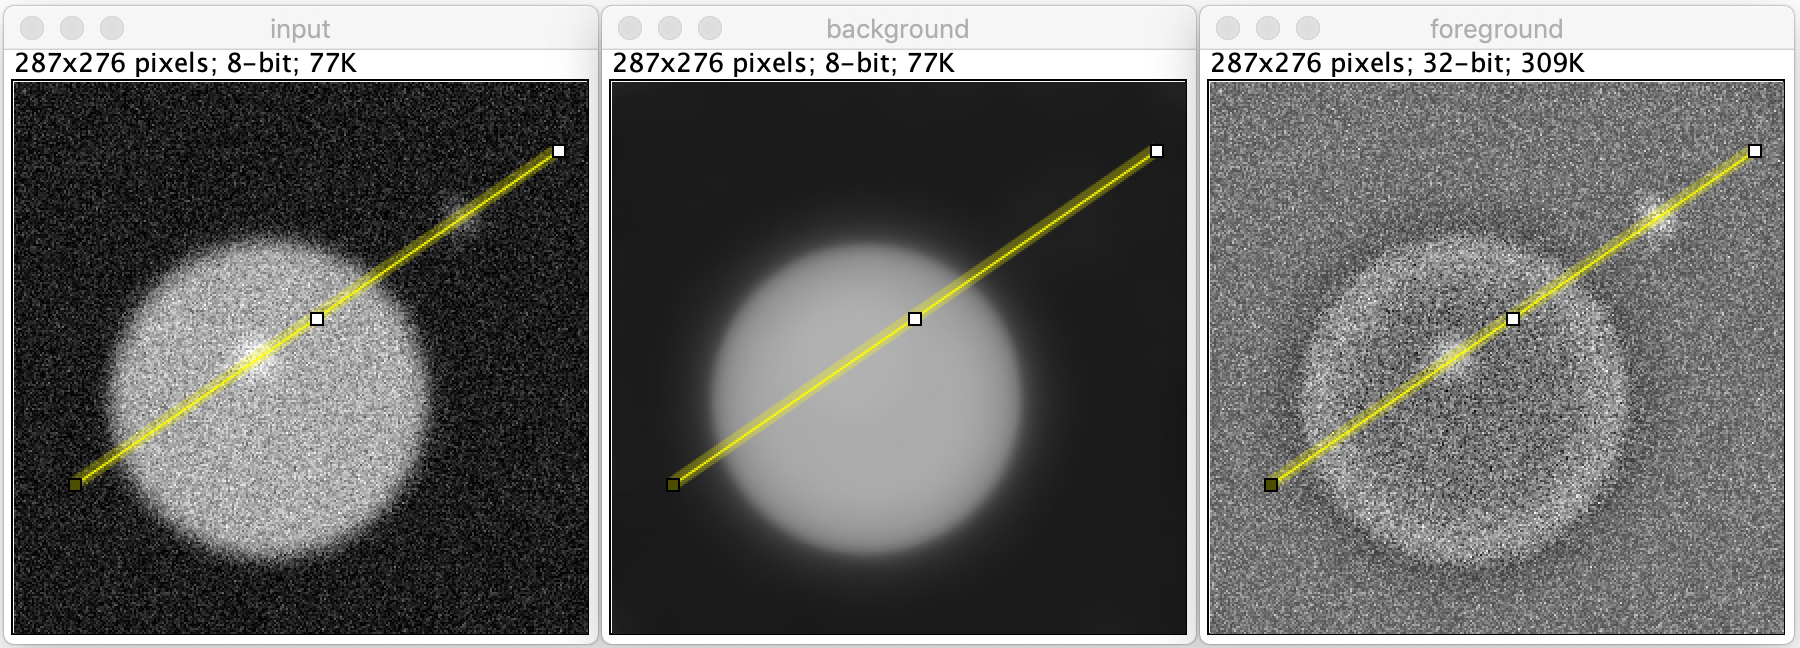 input
287x276 pixels; 8-bit; 77K
background
287x276 pixels; 8-bit; 77K
foreground
287x276 pixels; 32-bit; 309K